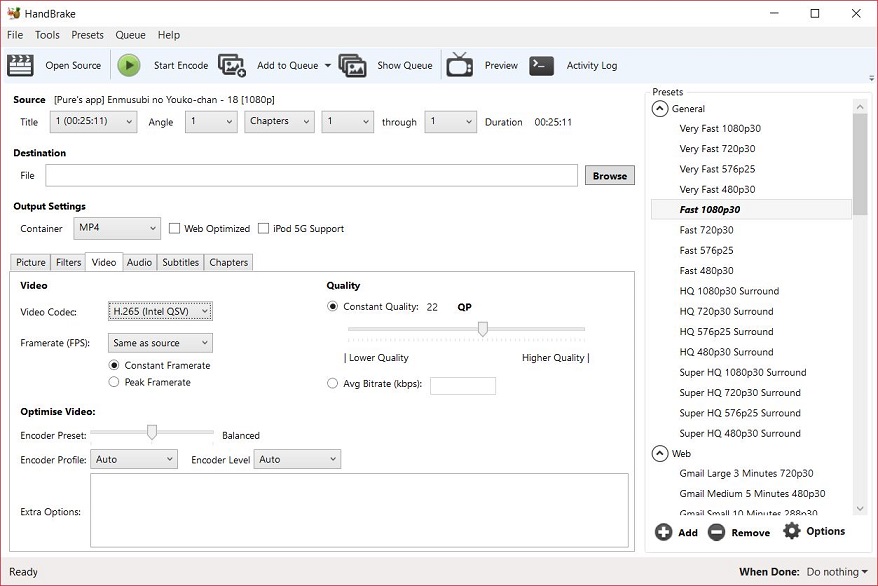 HandBrake
File Tools Presets Queue Help
Open Source Start Encode Add to Queue Show Queue Preview Activity Log
Source [Pure's app] Enmusubi no Youko-chan - 18 [1080p]
Title 1 (00:25:11) Angle 1 Chapters 1 through 1 Duration 00:25:11
Destination
File Browse
Output Settings
Container MP4 Web Optimized iPod 5G Support
Picture Filters Video Audio Subtitles Chapters
Video
Video Codec: H.265 (Intel QSV)
Framerate (FPS): Same as source
Constant Framerate
Peak Framerate
Quality
Constant Quality: 22 QP
| Lower Quality Higher Quality |
Avg Bitrate (kbps):
Optimise Video:
Encoder Preset: Balanced
Encoder Profile: Auto Encoder Level Auto
Extra Options:
Presets
General
Very Fast 1080p30
Very Fast 720p30
Very Fast 576p25
Very Fast 480p30
Fast 1080p30
Fast 720p30
Fast 576p25
Fast 480p30
HQ 1080p30 Surround
HQ 720p30 Surround
HQ 576p25 Surround
HQ 480p30 Surround
Super HQ 1080p30 Surround
Super HQ 720p30 Surround
Super HQ 576p25 Surround
Super HQ 480p30 Surround
Web
Gmail Large 3 Minutes 720p30
Gmail Medium 5 Minutes 480p30
Gmail Small 10 Minutes 288p30
Add Remove Options
Ready When Done: Do nothing